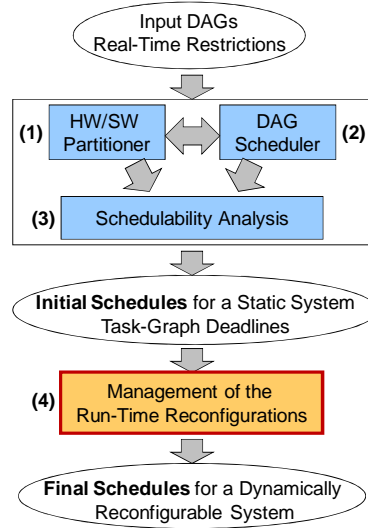 Input DAGs
Real-Time Restrictions
(1)
HW/SW
Partitioner
DAG
Scheduler
(2)
(3)
Schedulability Analysis
Initial Schedules for a Static System
Task-Graph Deadlines
(4)
Management of the
Run-Time Reconfigurations
Final Schedules for a Dynamically
Reconfigurable System